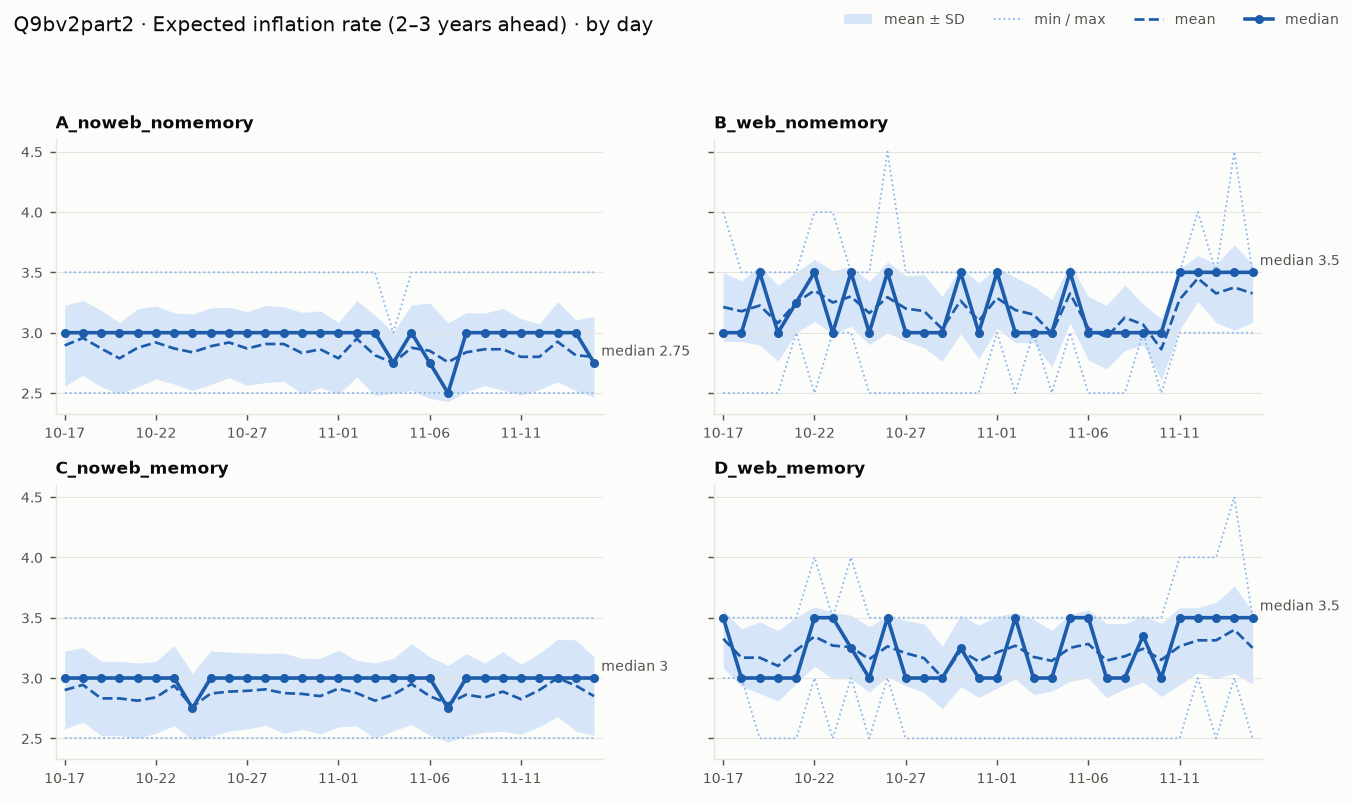 Q9bv2part2 · Expected inflation rate (2–3 years ahead) · by day
mean ± SD
min / max
mean
median
A_noweb_nomemory
B_web_nomemory
4.5
4.0
3.5
3.0
2.5
median 2.75
median 3.5
10-17
10-22
10-27
11-01
11-06
11-11
10-17
10-22
10-27
11-01
11-06
11-11
C_noweb_memory
D_web_memory
4.5
4.0
3.5
3.0
2.5
median 3
median 3.5
10-17
10-22
10-27
11-01
11-06
11-11
10-17
10-22
10-27
11-01
11-06
11-11